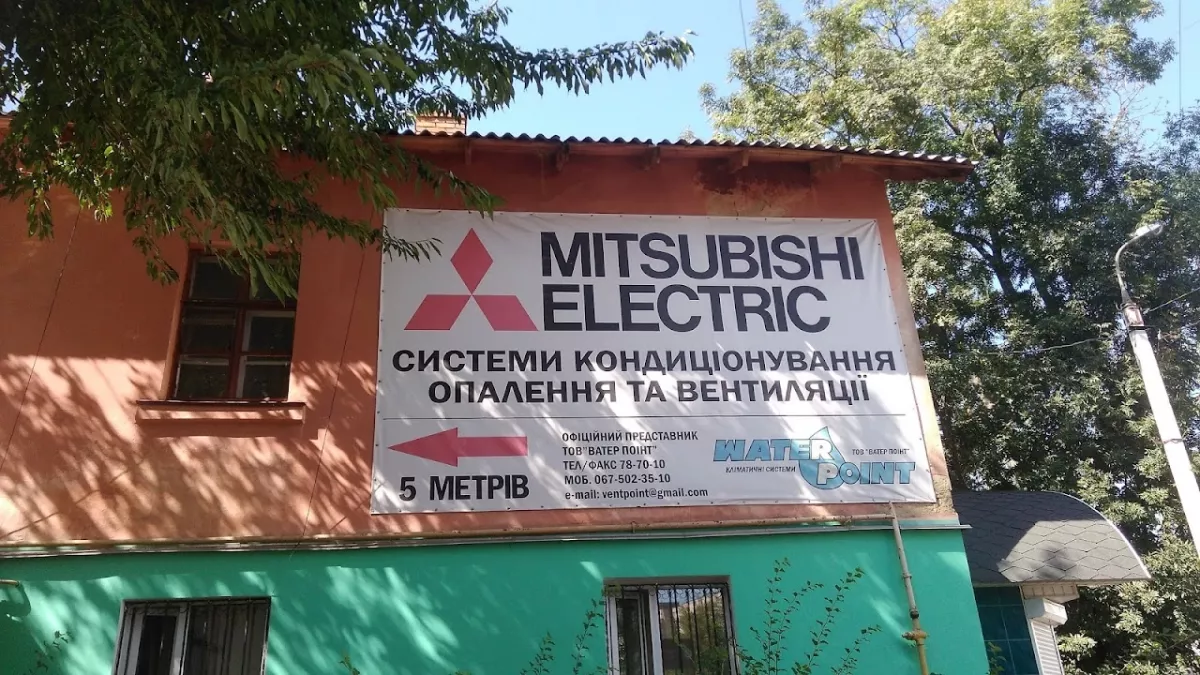 MITSUBISHI
ELECTRIC
СИСТЕМИ КОНДИЦІОНУВАННЯ
ОПАЛЕННЯ ТА ВЕНТИЛЯЦІЇ
5 МЕТРІВ
ОФІЦІЙНИЙ ПРЕДСТАВНИК
ТОВ"ВАТЕР ПОІНТ"
ТЕЛ/ФАКС 78-70-10
МОБ. 067-502-35-10
e-mail: ventpoint@gmail.com
WATER
POINT
КЛІМАТИЧНІ СИСТЕМИ
ТОВ "ВАТЕР ПОІНТ"